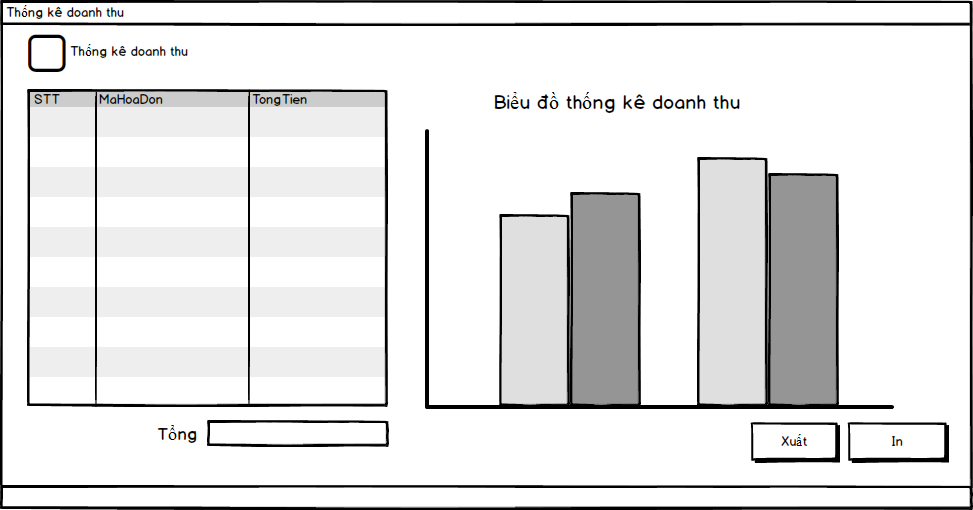 Thống kê doanh thu
Thống kê doanh thu
STT MaHoaDon TongTien
Biểu đồ thống kê doanh thu
Tổng
Xuất In